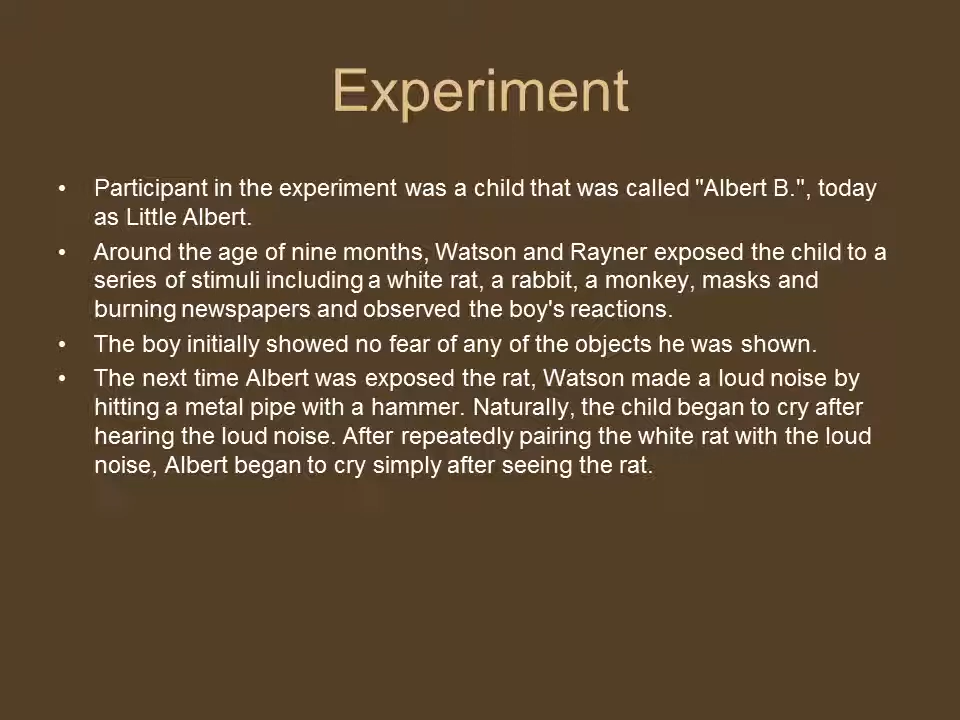 Experiment
• Participant in the experiment was a child that was called "Albert B.", today
as Little Albert.
• Around the age of nine months, Watson and Rayner exposed the child to a
series of stimuli including a white rat, a rabbit, a monkey, masks and
burning newspapers and observed the boy's reactions.
• The boy initially showed no fear of any of the objects he was shown.
• The next time Albert was exposed the rat, Watson made a loud noise by
hitting a metal pipe with a hammer. Naturally, the child began to cry after
hearing the loud noise. After repeatedly pairing the white rat with the loud
noise, Albert began to cry simply after seeing the rat.